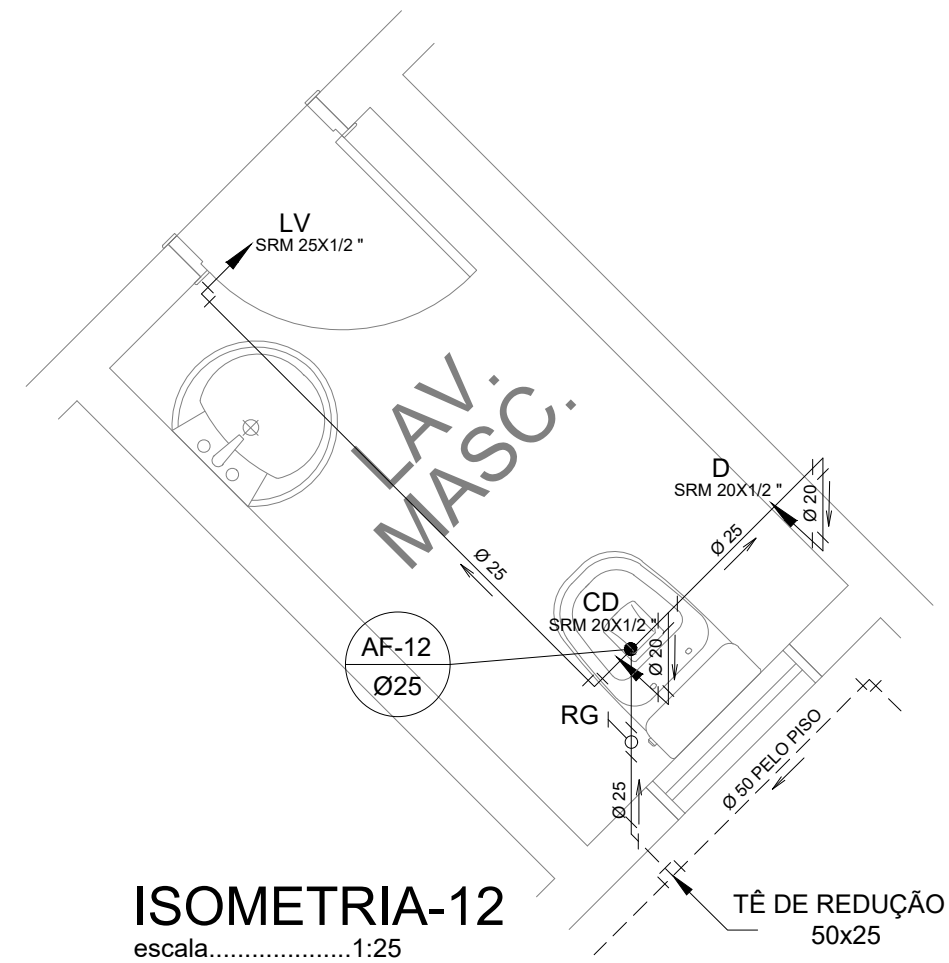 LV
SRM 25X1/2 "
LAV.
MASC.
D
SRM 20X1/2 "
Ø 20
Ø 25
Ø 25
CD
SRM 20X1/2 "
Ø 20
AF-12
Ø25
RG
Ø 25
Ø 50 PELO PISO
TÊ DE REDUÇÃO
50x25
ISOMETRIA-12
escala....................1:25